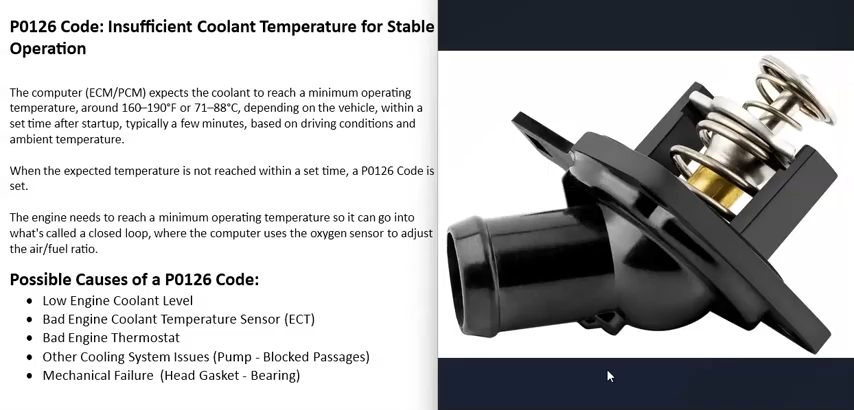 P0126 Code: Insufficient Coolant Temperature for Stable
Operation
The computer (ECM/PCM) expects the coolant to reach a minimum operating
temperature, around 160–190°F or 71–88°C, depending on the vehicle, within a
set time after startup, typically a few minutes, based on driving conditions and
ambient temperature.
When the expected temperature is not reached within a set time, a P0126 Code is
set.
The engine needs to reach a minimum operating temperature so it can go into
what's called a closed loop, where the computer uses the oxygen sensor to adjust
the air/fuel ratio.
Possible Causes of a P0126 Code:
• Low Engine Coolant Level
• Bad Engine Coolant Temperature Sensor (ECT)
• Bad Engine Thermostat
• Other Cooling System Issues (Pump - Blocked Passages)
• Mechanical Failure (Head Gasket - Bearing)